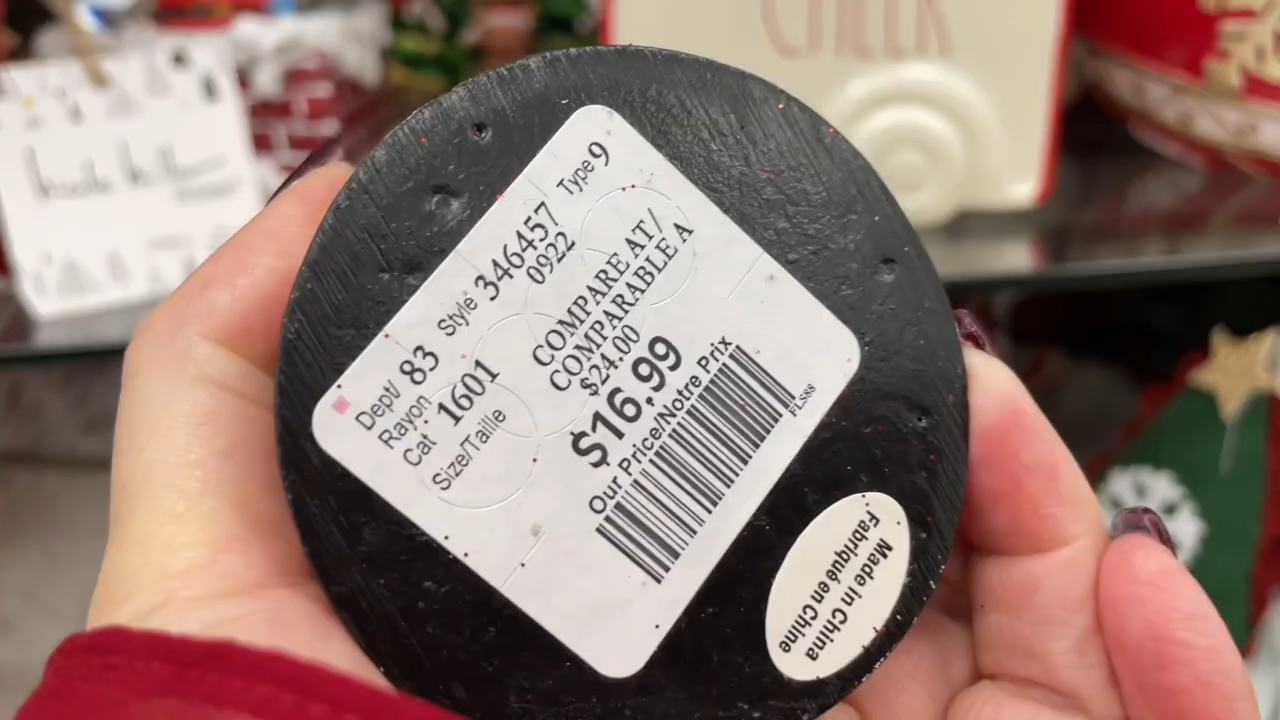 CHEER
Dept/ 83 Style 346457 Type 9
Rayon 0922
Cat 1601
Size/Taille
COMPARE AT/
COMPARABLE A
$24.00
$16.99
Our Price/Notre Prix
FLS88
Made in China
Fabriqué en Chine